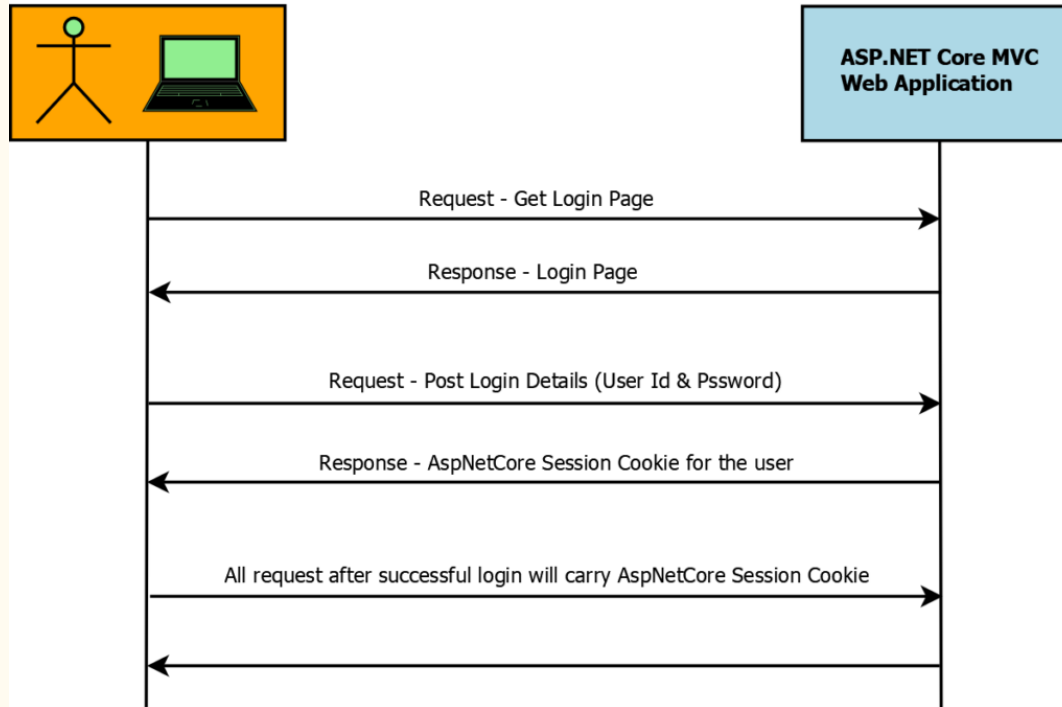 ASP.NET Core MVC
Web Application
Request - Get Login Page
Response - Login Page
Request - Post Login Details (User Id & Pssword)
Response - AspNetCore Session Cookie for the user
All request after successful login will carry AspNetCore Session Cookie